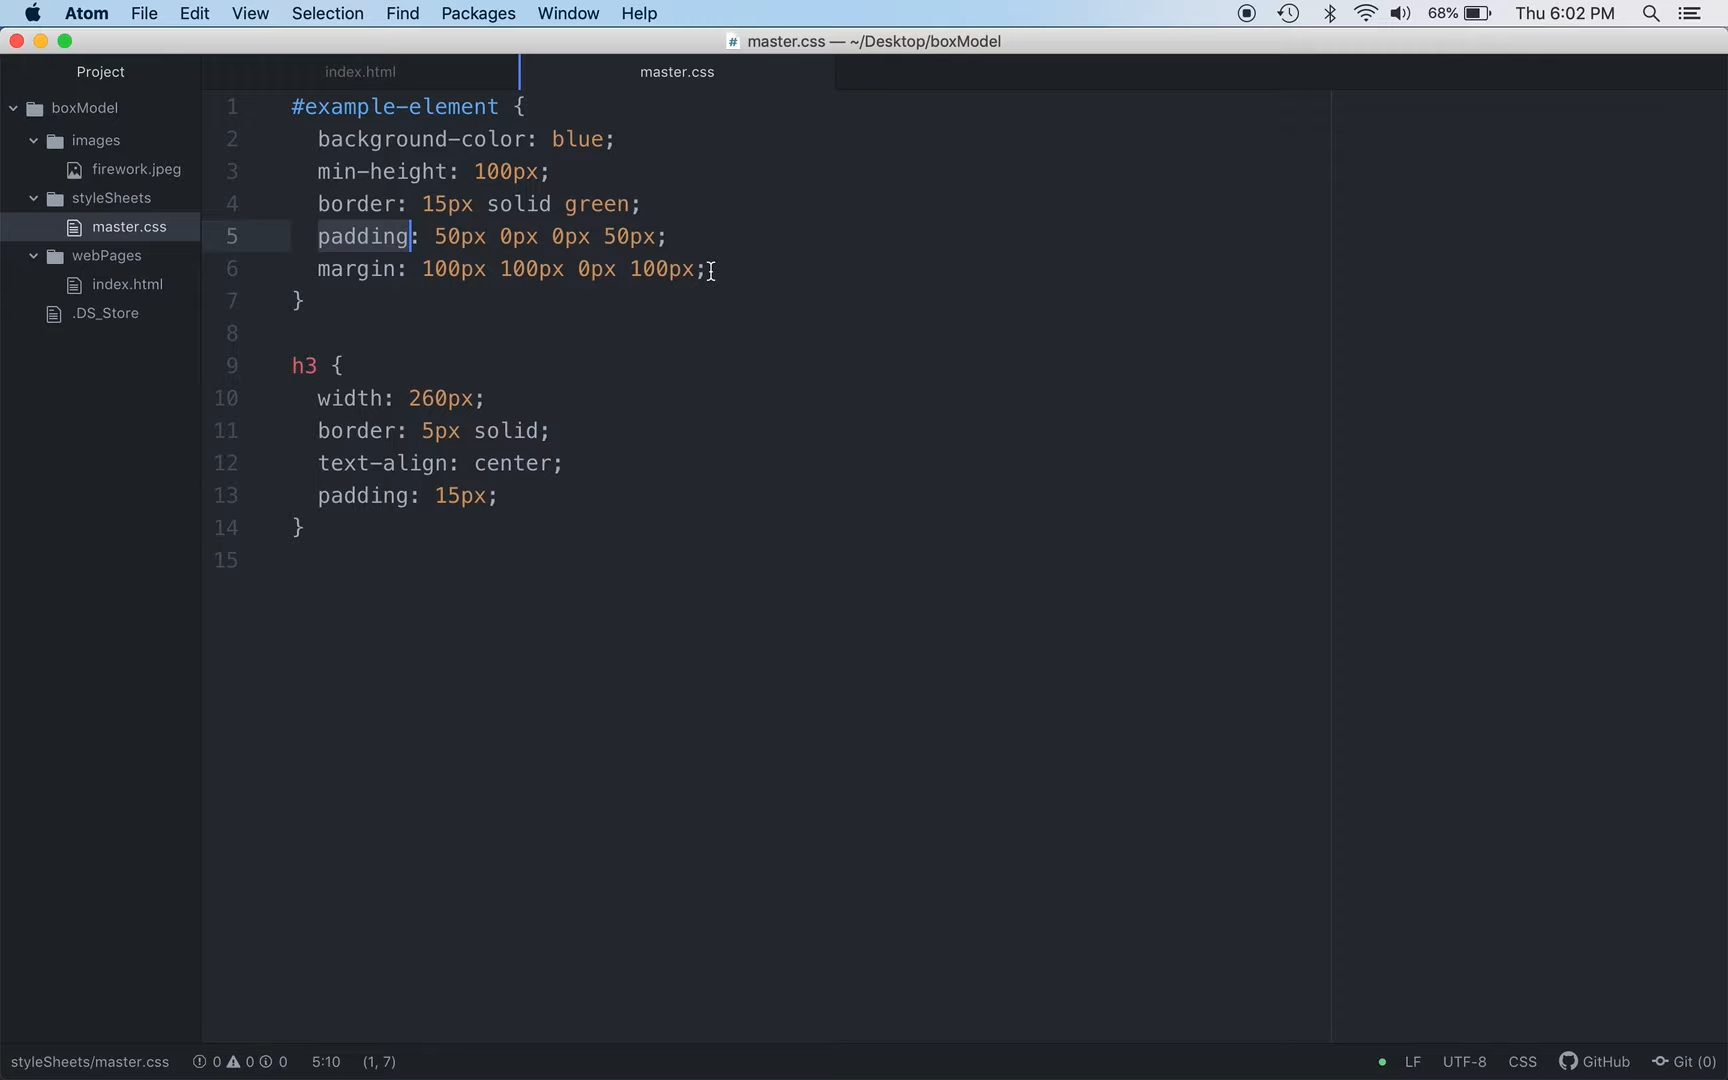 Atom File Edit View Selection Find Packages Window Help 68% Thu 6:02 PM
# master.css — ~/Desktop/boxModel
Project index.html master.css
boxModel
images
firework.jpeg
styleSheets
master.css
webPages
index.html
.DS_Store
1 #example-element {
2 background-color: blue;
3 min-height: 100px;
4 border: 15px solid green;
5 padding: 50px 0px 0px 50px;
6 margin: 100px 100px 0px 100px;
7 }
8
9 h3 {
10 width: 260px;
11 border: 5px solid;
12 text-align: center;
13 padding: 15px;
14 }
15
styleSheets/master.css 0 0 0 5:10 (1, 7) LF UTF-8 CSS GitHub Git (0)